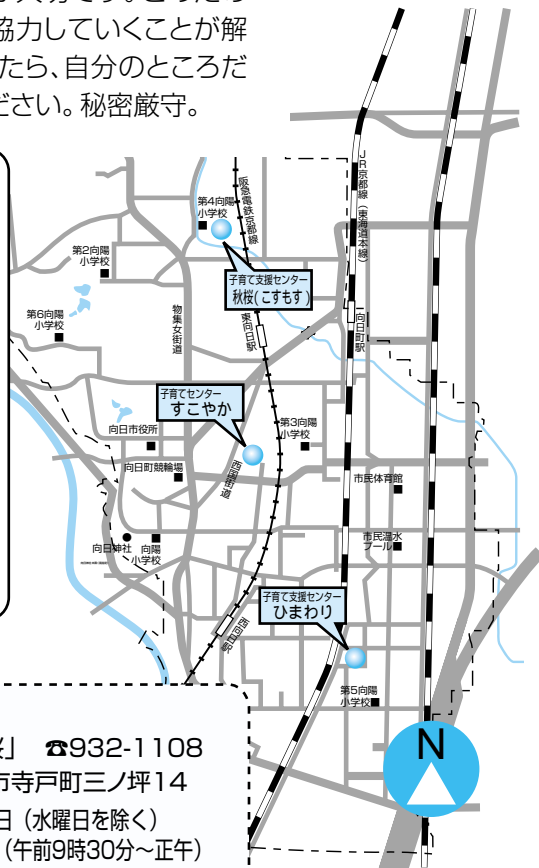 協力していくことが解
たら、自分のところだ
ださい。秘密厳守。
第4向陽
小学校
阪急電鉄京都線
JR京都線(東海道本線)
子育て支援センター
秋桜(こすもす)
第2向陽
小学校
物集女街道
東向日駅
向日町駅
第6向陽
小学校
子育てセンター
すこやか
第3向陽
小学校
向日市役所
西国街道
向日町競輪場
市民体育館
向日神社
向陽
小学校
市民温水
プール
子育て支援センター
ひまわり
西向日駅
第5向陽
小学校
N
」 ☎932-1108
市寺戸町三ノ坪14
日(水曜日を除く)
(午前9時30分〜正午)